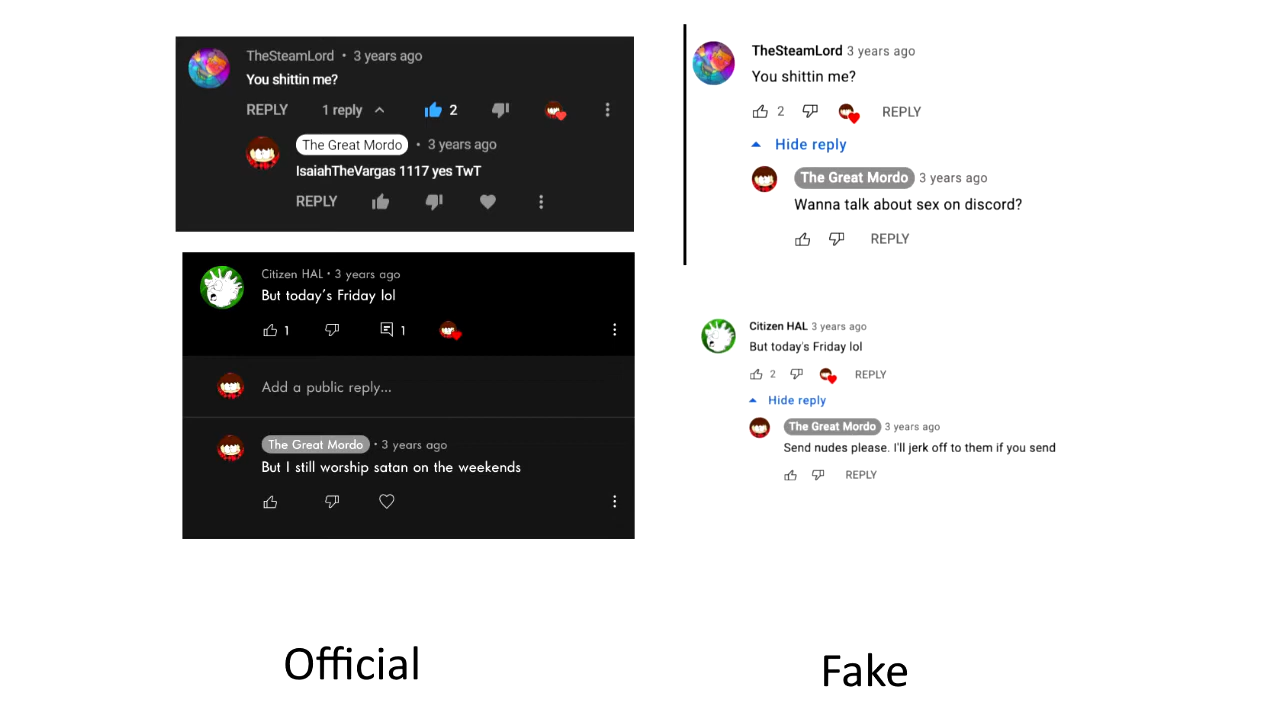 TheSteamLord • 3 years ago
You shittin me?
REPLY 1 reply 2
The Great Mordo • 3 years ago
IsaiahTheVargas 1117 yes TwT
REPLY
Citizen HAL • 3 years ago
But today's Friday lol
1 1
Add a public reply...
The Great Mordo • 3 years ago
But I still worship satan on the weekends
Official
TheSteamLord 3 years ago
You shittin me?
2 REPLY
Hide reply
The Great Mordo 3 years ago
Wanna talk about sex on discord?
REPLY
Citizen HAL 3 years ago
But today's Friday lol
2 REPLY
Hide reply
The Great Mordo 3 years ago
Send nudes please. I'll jerk off to them if you send
REPLY
Fake